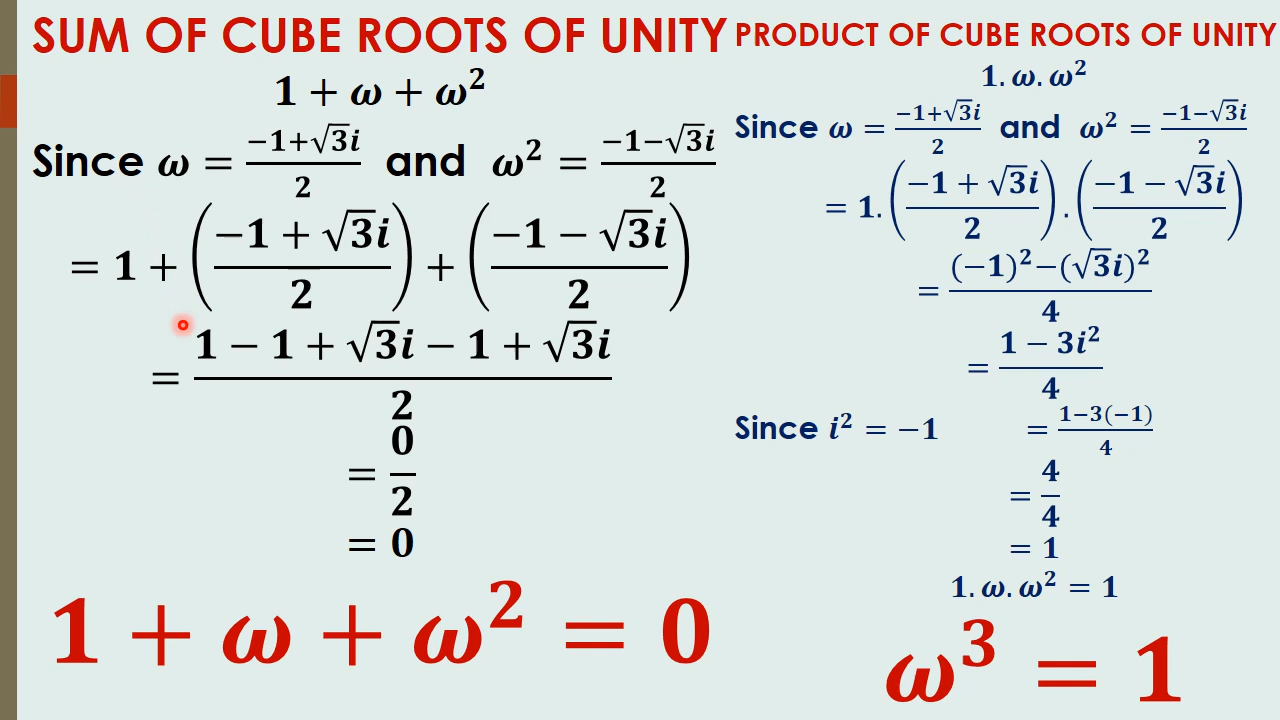 SUM OF CUBE ROOTS OF UNITY
1 + ω + ω²
Since ω = (−1+√3i)/2 and ω² = (−1−√3i)/2
= 1 + ((−1 + √3i)/2) + ((−1 − √3i)/2)
= (1 − 1 + √3i − 1 + √3i)/2
= 0/2
= 0
1 + ω + ω² = 0
PRODUCT OF CUBE ROOTS OF UNITY
1. ω. ω²
Since ω = (−1+√3i)/2 and ω² = (−1−√3i)/2
= 1. ((−1 + √3i)/2) . ((−1 − √3i)/2)
= ((−1)²−(√3i)²)/4
= (1 − 3i²)/4
Since i² = −1 = (1−3(−1))/4
= 4/4
= 1
1. ω. ω² = 1
ω³ = 1